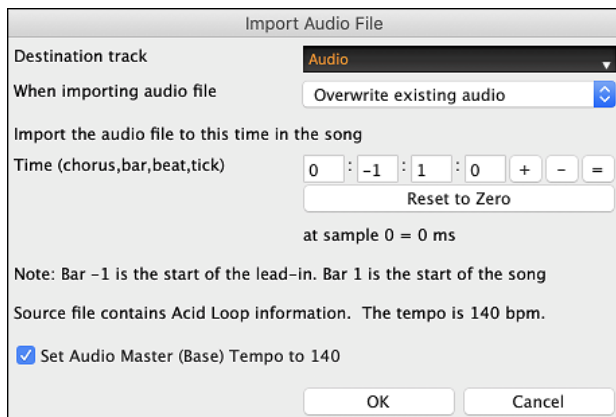 Import Audio File
Destination track Audio
When importing audio file Overwrite existing audio
Import the audio file to this time in the song
Time (chorus,bar,beat,tick) 0 : -1 : 1 : 0 + - =
Reset to Zero
at sample 0 = 0 ms
Note: Bar -1 is the start of the lead-in. Bar 1 is the start of the song
Source file contains Acid Loop information. The tempo is 140 bpm.
Set Audio Master (Base) Tempo to 140
OK Cancel